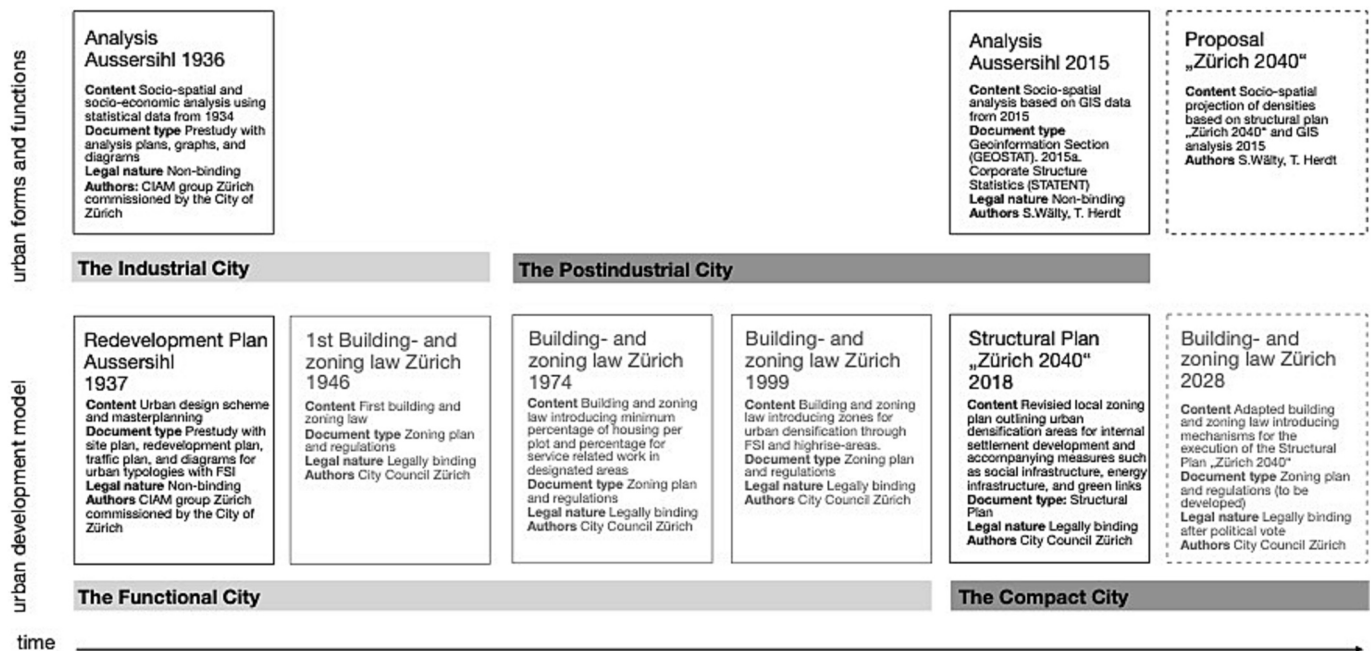 urban forms and functions
Analysis
Aussersihl 1936
Content Socio-spatial and
socio-economic analysis using
statistical data from 1934
Document type Prestudy with
analysis plans, graphs, and
diagrams
Legal nature Non-binding
Authors: CIAM group Zürich
commissioned by the City of
Zürich
Analysis
Aussersihl 2015
Content Socio-spatial
analysis based on GIS data
from 2015
Document type
Geoinformation Section
(GEOSTAT). 2015a.
Corporate Structure
Statistics (STATENT)
Legal nature Non-binding
Authors S.Wälty, T. Herdt
Proposal
„Zürich 2040“
Content Socio-spatial
projection of densities
based on structural plan
„Zürich 2040“ and GIS
analysis 2015
Authors S.Wälty, T. Herdt
The Industrial City
The Postindustrial City
urban development model
Redevelopment Plan
Aussersihl
1937
Content Urban design scheme
and masterplanning
Document type Prestudy with
site plan, redevelopment plan,
traffic plan, and diagrams for
urban typologies with FSI
Legal nature Non-binding
Authors CIAM group Zürich
commissioned by the City of
Zürich
1st Building- and
zoning law Zürich
1946
Content First building and
zoning law
Document type Zoning plan
and regulations
Legal nature Legally binding
Authors City Council Zürich
Building- and
zoning law Zürich
1974
Content Building and zoning
law introducing minimum
percentage of housing per
plot and percentage for
service related work in
designated areas
Document type Zoning plan
and regulations
Legal nature Legally binding
Authors City Council Zürich
Building- and
zoning law Zürich
1999
Content Building and zoning
law introducing zones for
urban densification through
FSI and highrise-areas.
Document type Zoning plan
and regulations
Legal nature Legally binding
Authors City Council Zürich
Structural Plan
„Zürich 2040“
2018
Content Revisied local zoning
plan outlining urban
densification areas for internal
settlement development and
accompanying measures such
as social infrastructure, energy
infrastructure, and green links
Document type: Structural
Plan
Legal nature Legally binding
Authors City Council Zürich
Building- and
zoning law Zürich
2028
Content Adapted building
and zoning law introducing
mechanisms for the
execution of the Structural
Plan „Zürich 2040“
Document type Zoning plan
and regulations (to be
developed)
Legal nature Legally binding
after political vote
Authors City Council Zürich
The Functional City
The Compact City
time